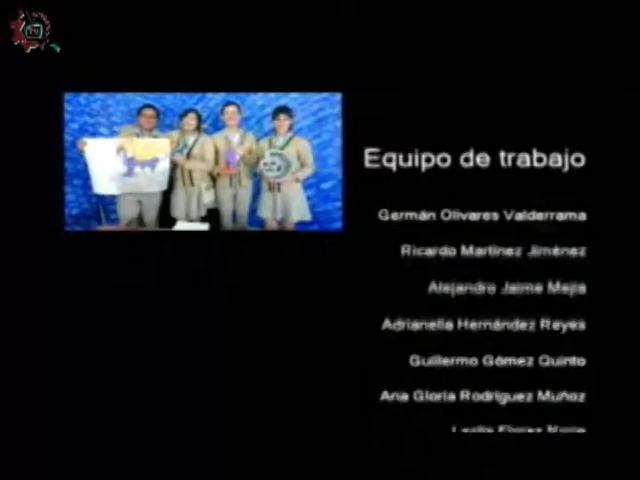 TV
Equipo de trabajo
Germán Olivares Valderrama
Ricardo Martínez Jiménez
Alejandro Jaime Mejía
Adrianella Hernández Reyes
Guillermo Gómez Quinto
Ana Gloria Rodríguez Muñoz